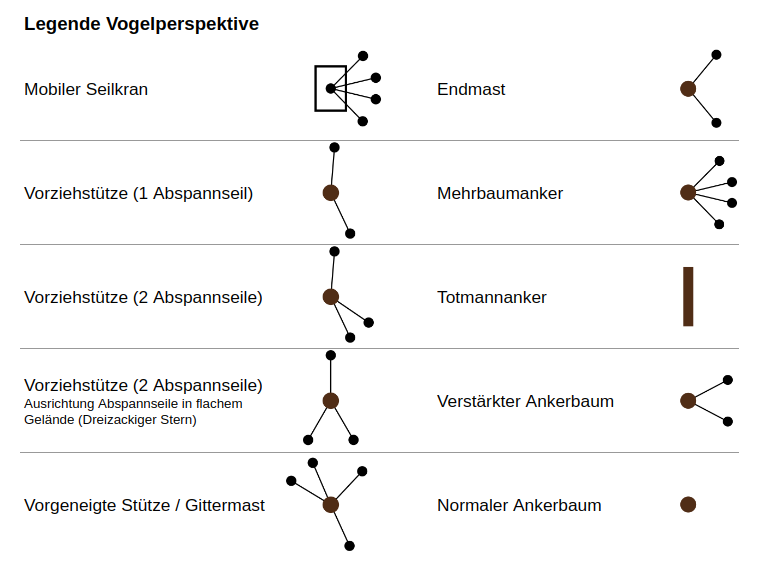 Legende Vogelperspektive
Mobiler Seilkran
Endmast
Vorziehstütze (1 Abspannseil)
Mehrbaumanker
Vorziehstütze (2 Abspannseile)
Totmannanker
Vorziehstütze (2 Abspannseile)
Ausrichtung Abspannseile in flachem
Gelände (Dreizackiger Stern)
Verstärkter Ankerbaum
Vorgeneigte Stütze / Gittermast
Normaler Ankerbaum